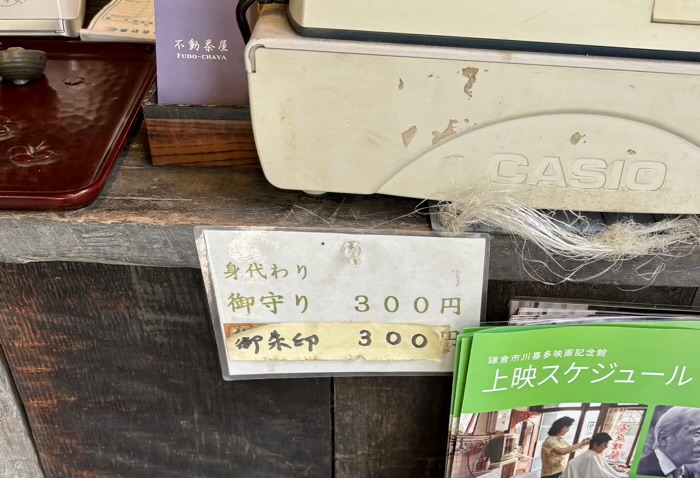 不動茶屋
FUDO-CHAYA
CASIO
身代わり
御守り 300円
御朱印 300円
鎌倉市川喜多映画記念館
上映スケジュール